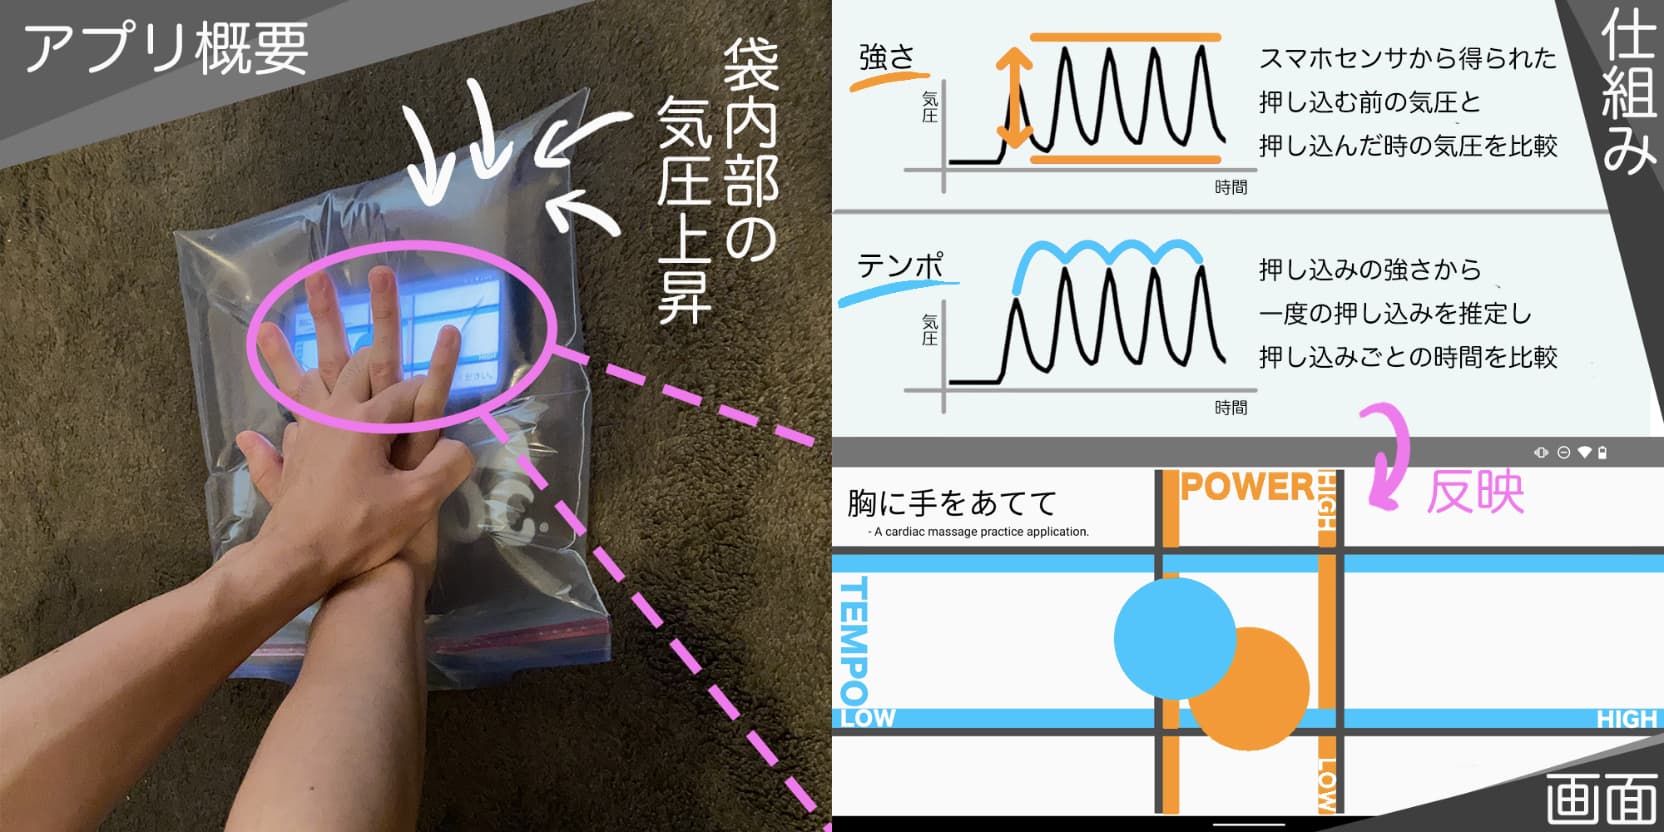 アプリ概要
袋内部の
気圧上昇
仕組み
強さ
気圧
時間
スマホセンサから得られた
押し込む前の気圧と
押し込んだ時の気圧を比較
テンポ
気圧
時間
押し込みの強さから
一度の押し込みを推定し
押し込みごとの時間を比較
反映
胸に手をあてて
- A cardiac massage practice application.
POWER
HIGH
TEMPO
LOW
HIGH
LOW
画面